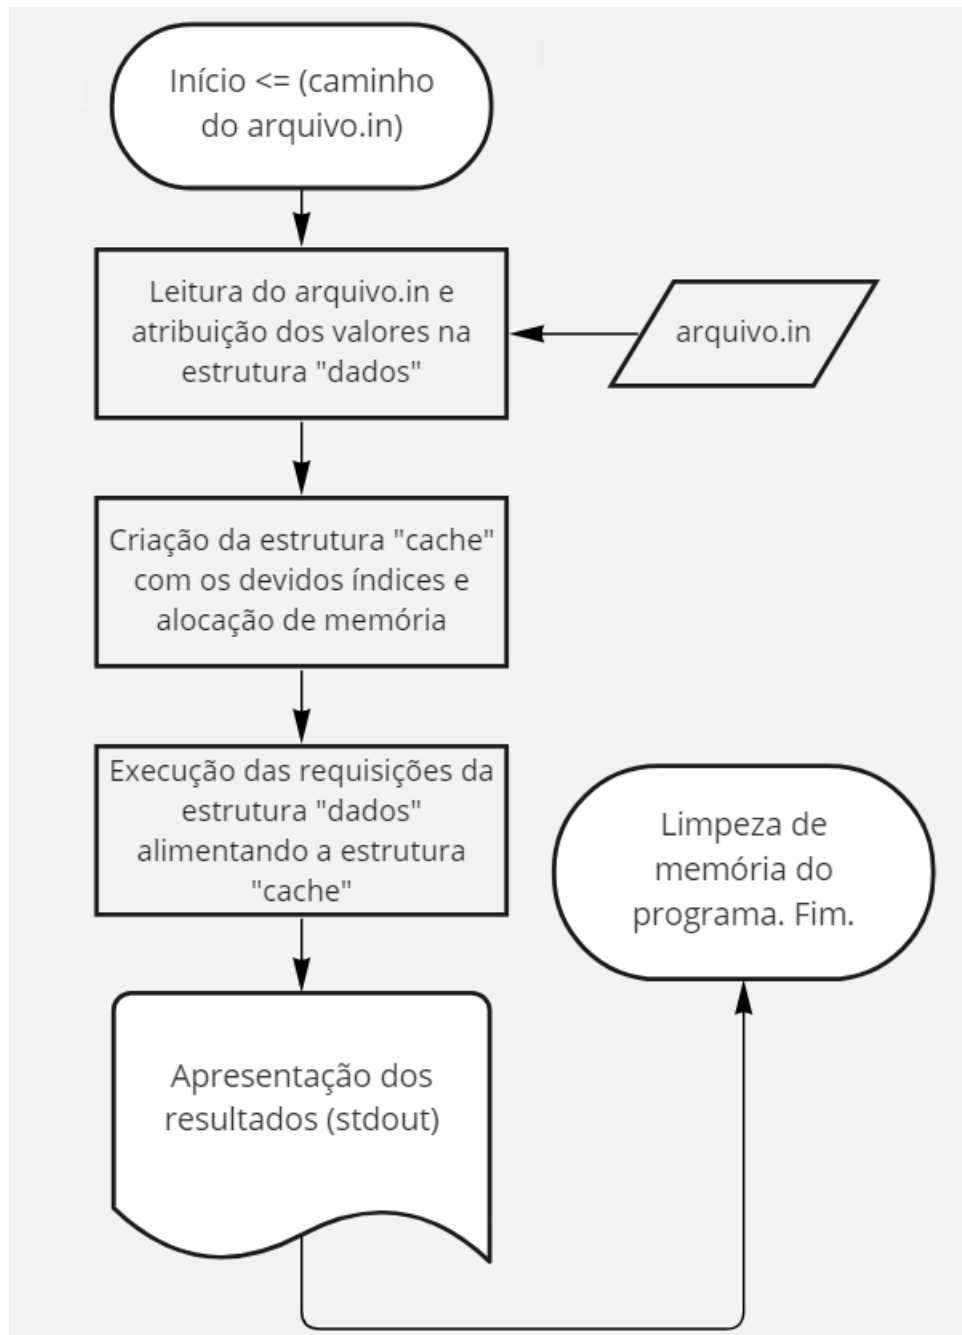 Início <= (caminho
do arquivo.in)
Leitura do arquivo.in e
atribuição dos valores na
estrutura "dados"
arquivo.in
Criação da estrutura "cache"
com os devidos índices e
alocação de memória
Execução das requisições da
estrutura "dados"
alimentando a estrutura
"cache"
Apresentação dos
resultados (stdout)
Limpeza de
memória do
programa. Fim.